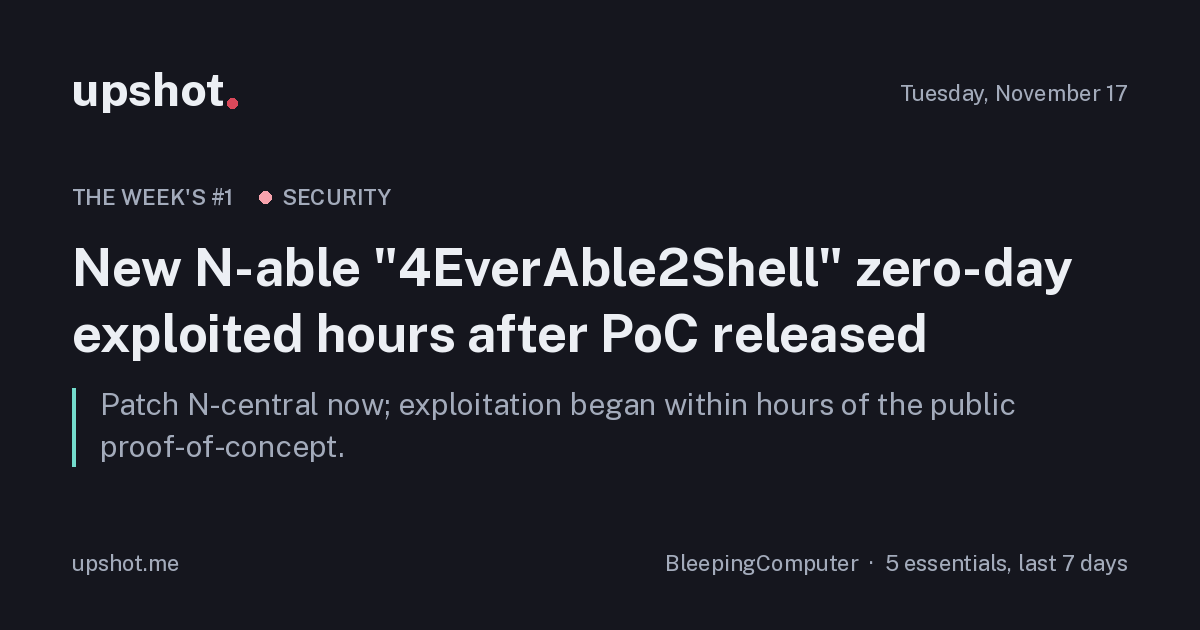 upshot.
Tuesday, November 17
THE WEEK'S #1 SECURITY
New N-able "4EverAble2Shell" zero-day
exploited hours after PoC released
Patch N-central now; exploitation began within hours of the public
proof-of-concept.
upshot.me
BleepingComputer · 5 essentials, last 7 days